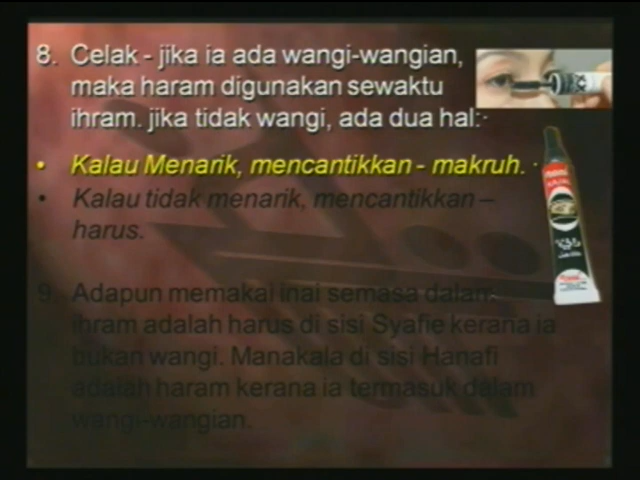 8. Celak - jika ia ada wangi-wangian,
maka haram digunakan sewaktu
ihram. jika tidak wangi, ada dua hal:-
• Kalau Menarik, mencantikkan - makruh.
• Kalau tidak menarik, mencantikkan –
harus.
9. Adapun memakai inai semasa dalam
ihram adalah harus di sisi Syafie kerana ia
bukan wangi. Manakala di sisi Hanafi
adalah haram kerana ia termasuk dalam
wangi-wangian.